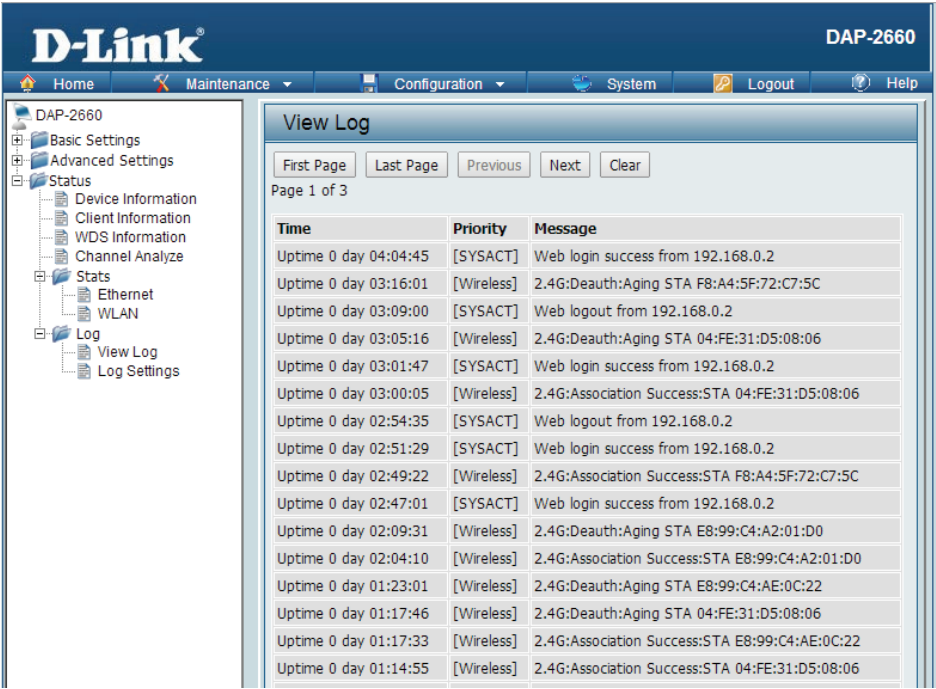 D-Link®
DAP-2660
Home Maintenance Configuration System Logout Help
DAP-2660
Basic Settings
Advanced Settings
Status
Device Information
Client Information
WDS Information
Channel Analyze
Stats
Ethernet
WLAN
Log
View Log
Log Settings
View Log
First Page Last Page Previous Next Clear
Page 1 of 3
Time Priority Message
Uptime 0 day 04:04:45 [SYSACT] Web login success from 192.168.0.2
Uptime 0 day 03:16:01 [Wireless] 2.4G:Deauth:Aging STA F8:A4:5F:72:C7:5C
Uptime 0 day 03:09:00 [SYSACT] Web logout from 192.168.0.2
Uptime 0 day 03:05:16 [Wireless] 2.4G:Deauth:Aging STA 04:FE:31:D5:08:06
Uptime 0 day 03:01:47 [SYSACT] Web login success from 192.168.0.2
Uptime 0 day 03:00:05 [Wireless] 2.4G:Association Success:STA 04:FE:31:D5:08:06
Uptime 0 day 02:54:35 [SYSACT] Web logout from 192.168.0.2
Uptime 0 day 02:51:29 [SYSACT] Web login success from 192.168.0.2
Uptime 0 day 02:49:22 [Wireless] 2.4G:Association Success:STA F8:A4:5F:72:C7:5C
Uptime 0 day 02:47:01 [SYSACT] Web login success from 192.168.0.2
Uptime 0 day 02:09:31 [Wireless] 2.4G:Deauth:Aging STA E8:99:C4:A2:01:D0
Uptime 0 day 02:04:10 [Wireless] 2.4G:Association Success:STA E8:99:C4:A2:01:D0
Uptime 0 day 01:23:01 [Wireless] 2.4G:Deauth:Aging STA E8:99:C4:AE:0C:22
Uptime 0 day 01:17:46 [Wireless] 2.4G:Deauth:Aging STA 04:FE:31:D5:08:06
Uptime 0 day 01:17:33 [Wireless] 2.4G:Association Success:STA E8:99:C4:AE:0C:22
Uptime 0 day 01:14:55 [Wireless] 2.4G:Association Success:STA 04:FE:31:D5:08:06